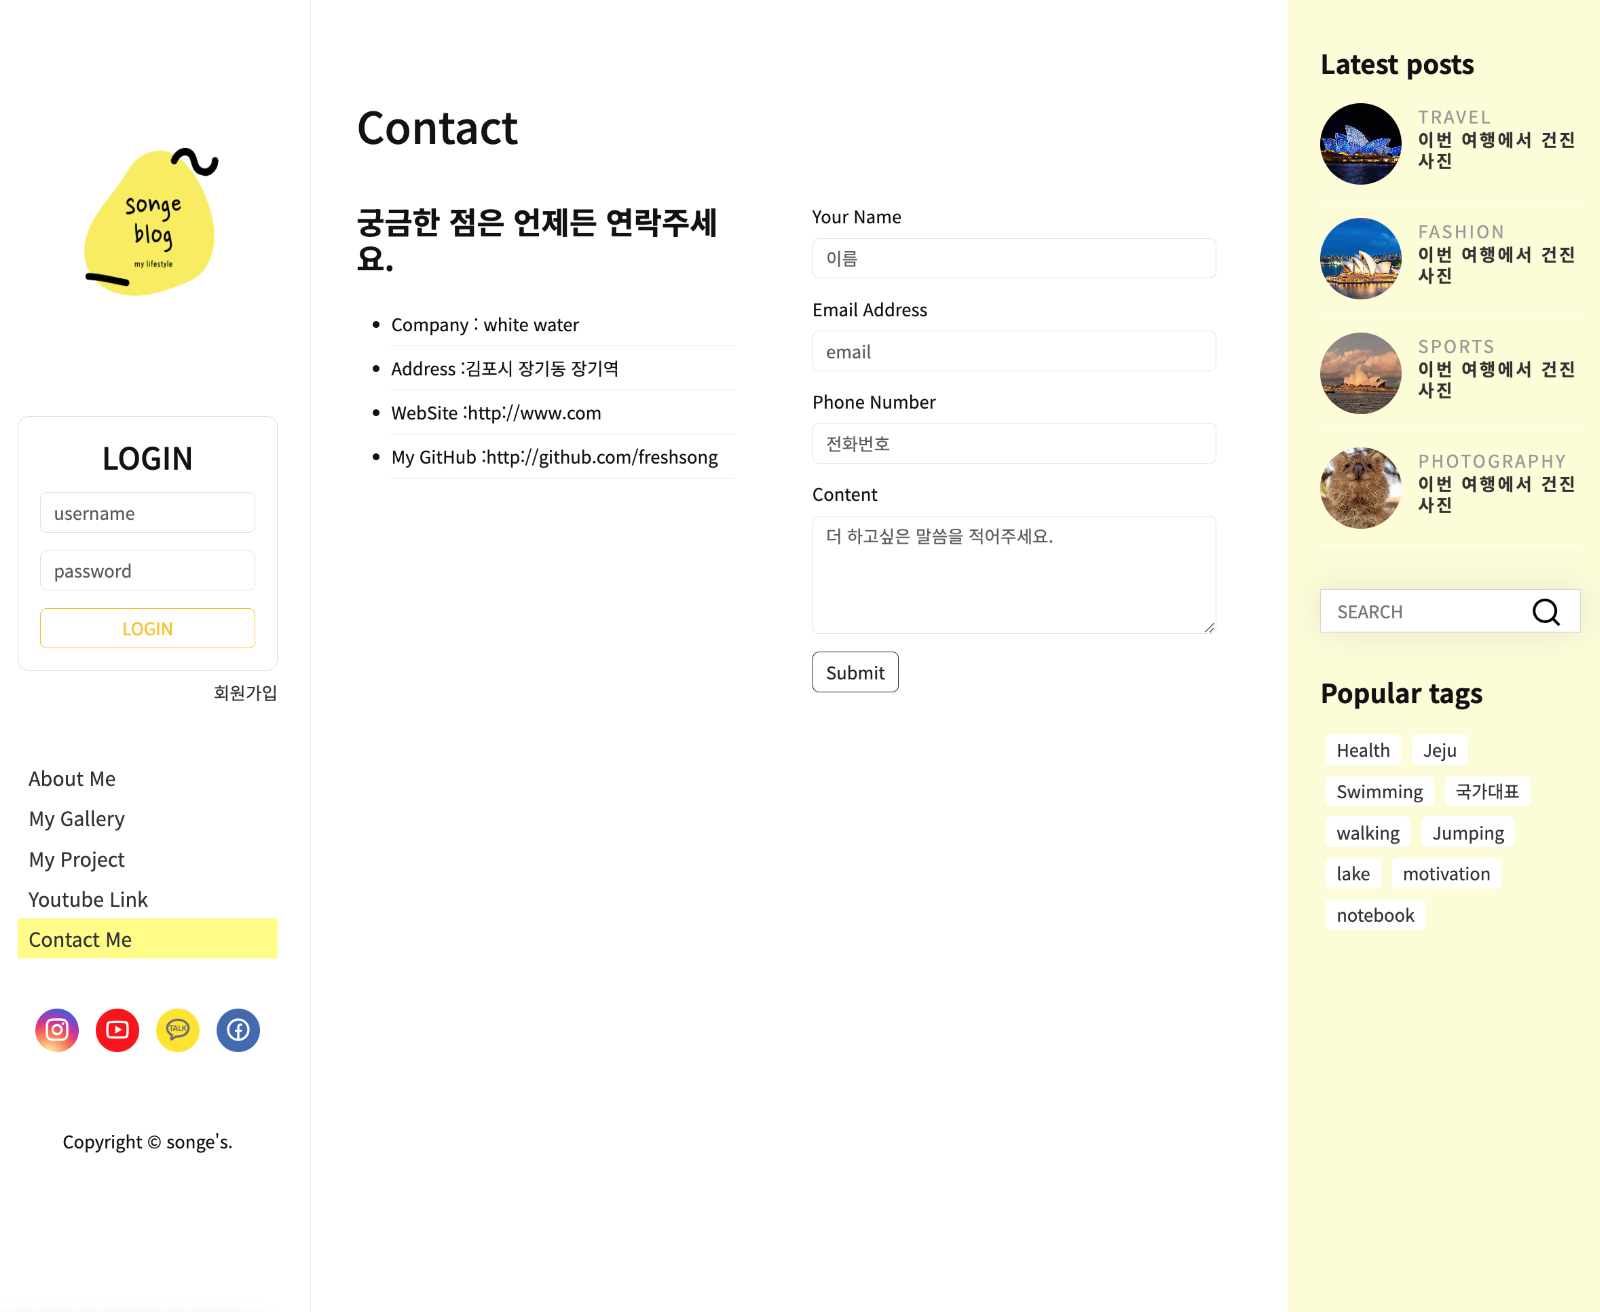 songe
blog
my lifestyle
LOGIN
username
password
LOGIN
회원가입
About Me
My Gallery
My Project
Youtube Link
Contact Me
TALK
Copyright © songe's.
Contact
궁금한 점은 언제든 연락주세
요.
Company : white water
Address :김포시 장기동 장기역
WebSite :http://www.com
My GitHub :http://github.com/freshsong
Your Name
이름
Email Address
email
Phone Number
전화번호
Content
더 하고싶은 말씀을 적어주세요.
Submit
Latest posts
TRAVEL
이번 여행에서 건진
사진
FASHION
이번 여행에서 건진
사진
SPORTS
이번 여행에서 건진
사진
PHOTOGRAPHY
이번 여행에서 건진
사진
SEARCH
Popular tags
Health Jeju
Swimming 국가대표
walking Jumping
lake motivation
notebook